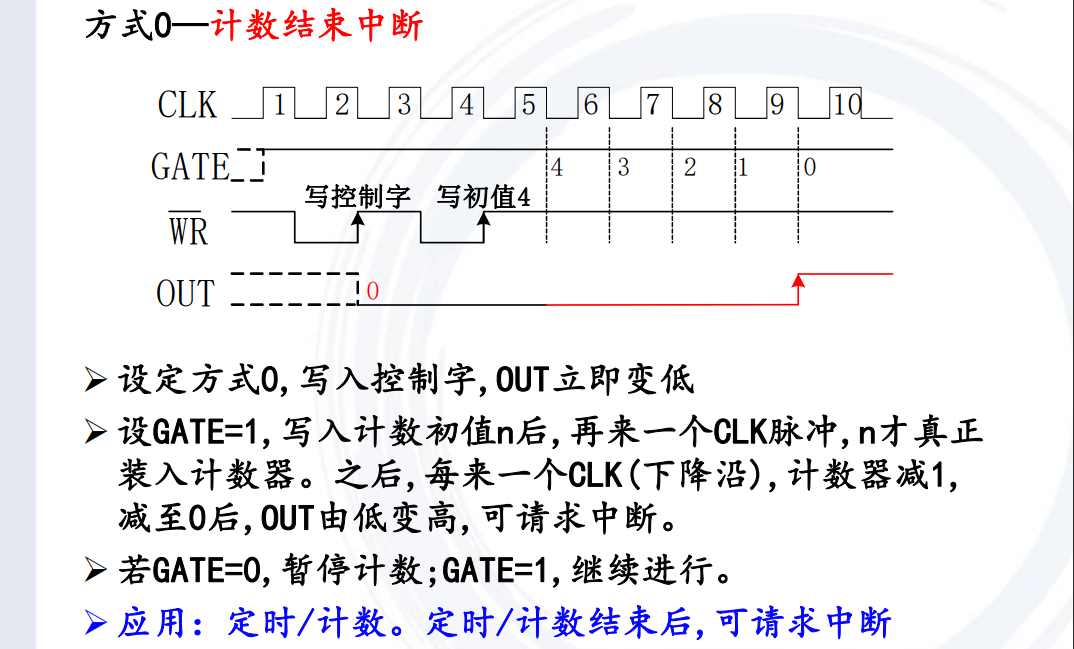 方式0—计数结束中断
CLK 1 2 3 4 5 6 7 8 9 10
GATE 4 3 2 1 0
写控制字 写初值4
WR
OUT 0
设定方式0,写入控制字,OUT立即变低
设GATE=1,写入计数初值n后,再来一个CLK脉冲,n才真正
装入计数器。之后,每来一个CLK(下降沿),计数器减1,
减至0后,OUT由低变高,可请求中断。
若GATE=0,暂停计数;GATE=1,继续进行。
应用：定时/计数。定时/计数结束后,可请求中断